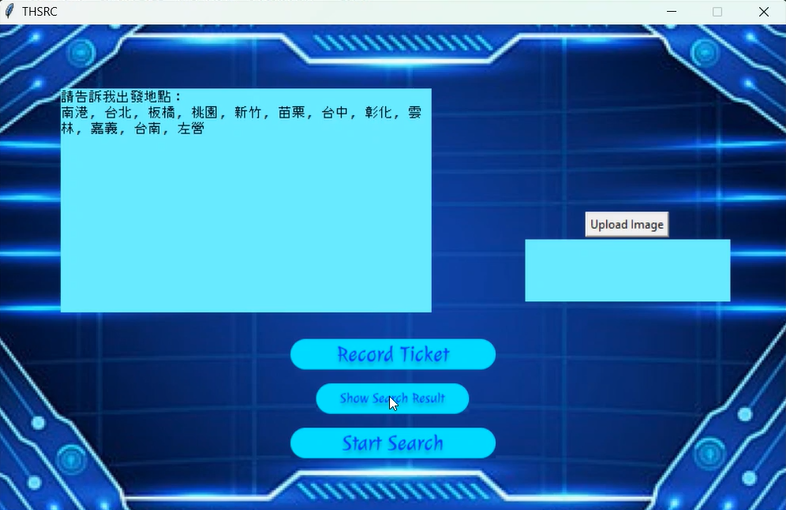 THSRC
請告訴我出發地點：
南港, 台北, 板橋, 桃園, 新竹, 苗栗, 台中, 彰化, 雲
林, 嘉義, 台南, 左營
Upload Image
Record Ticket
Show Search Result
Start Search